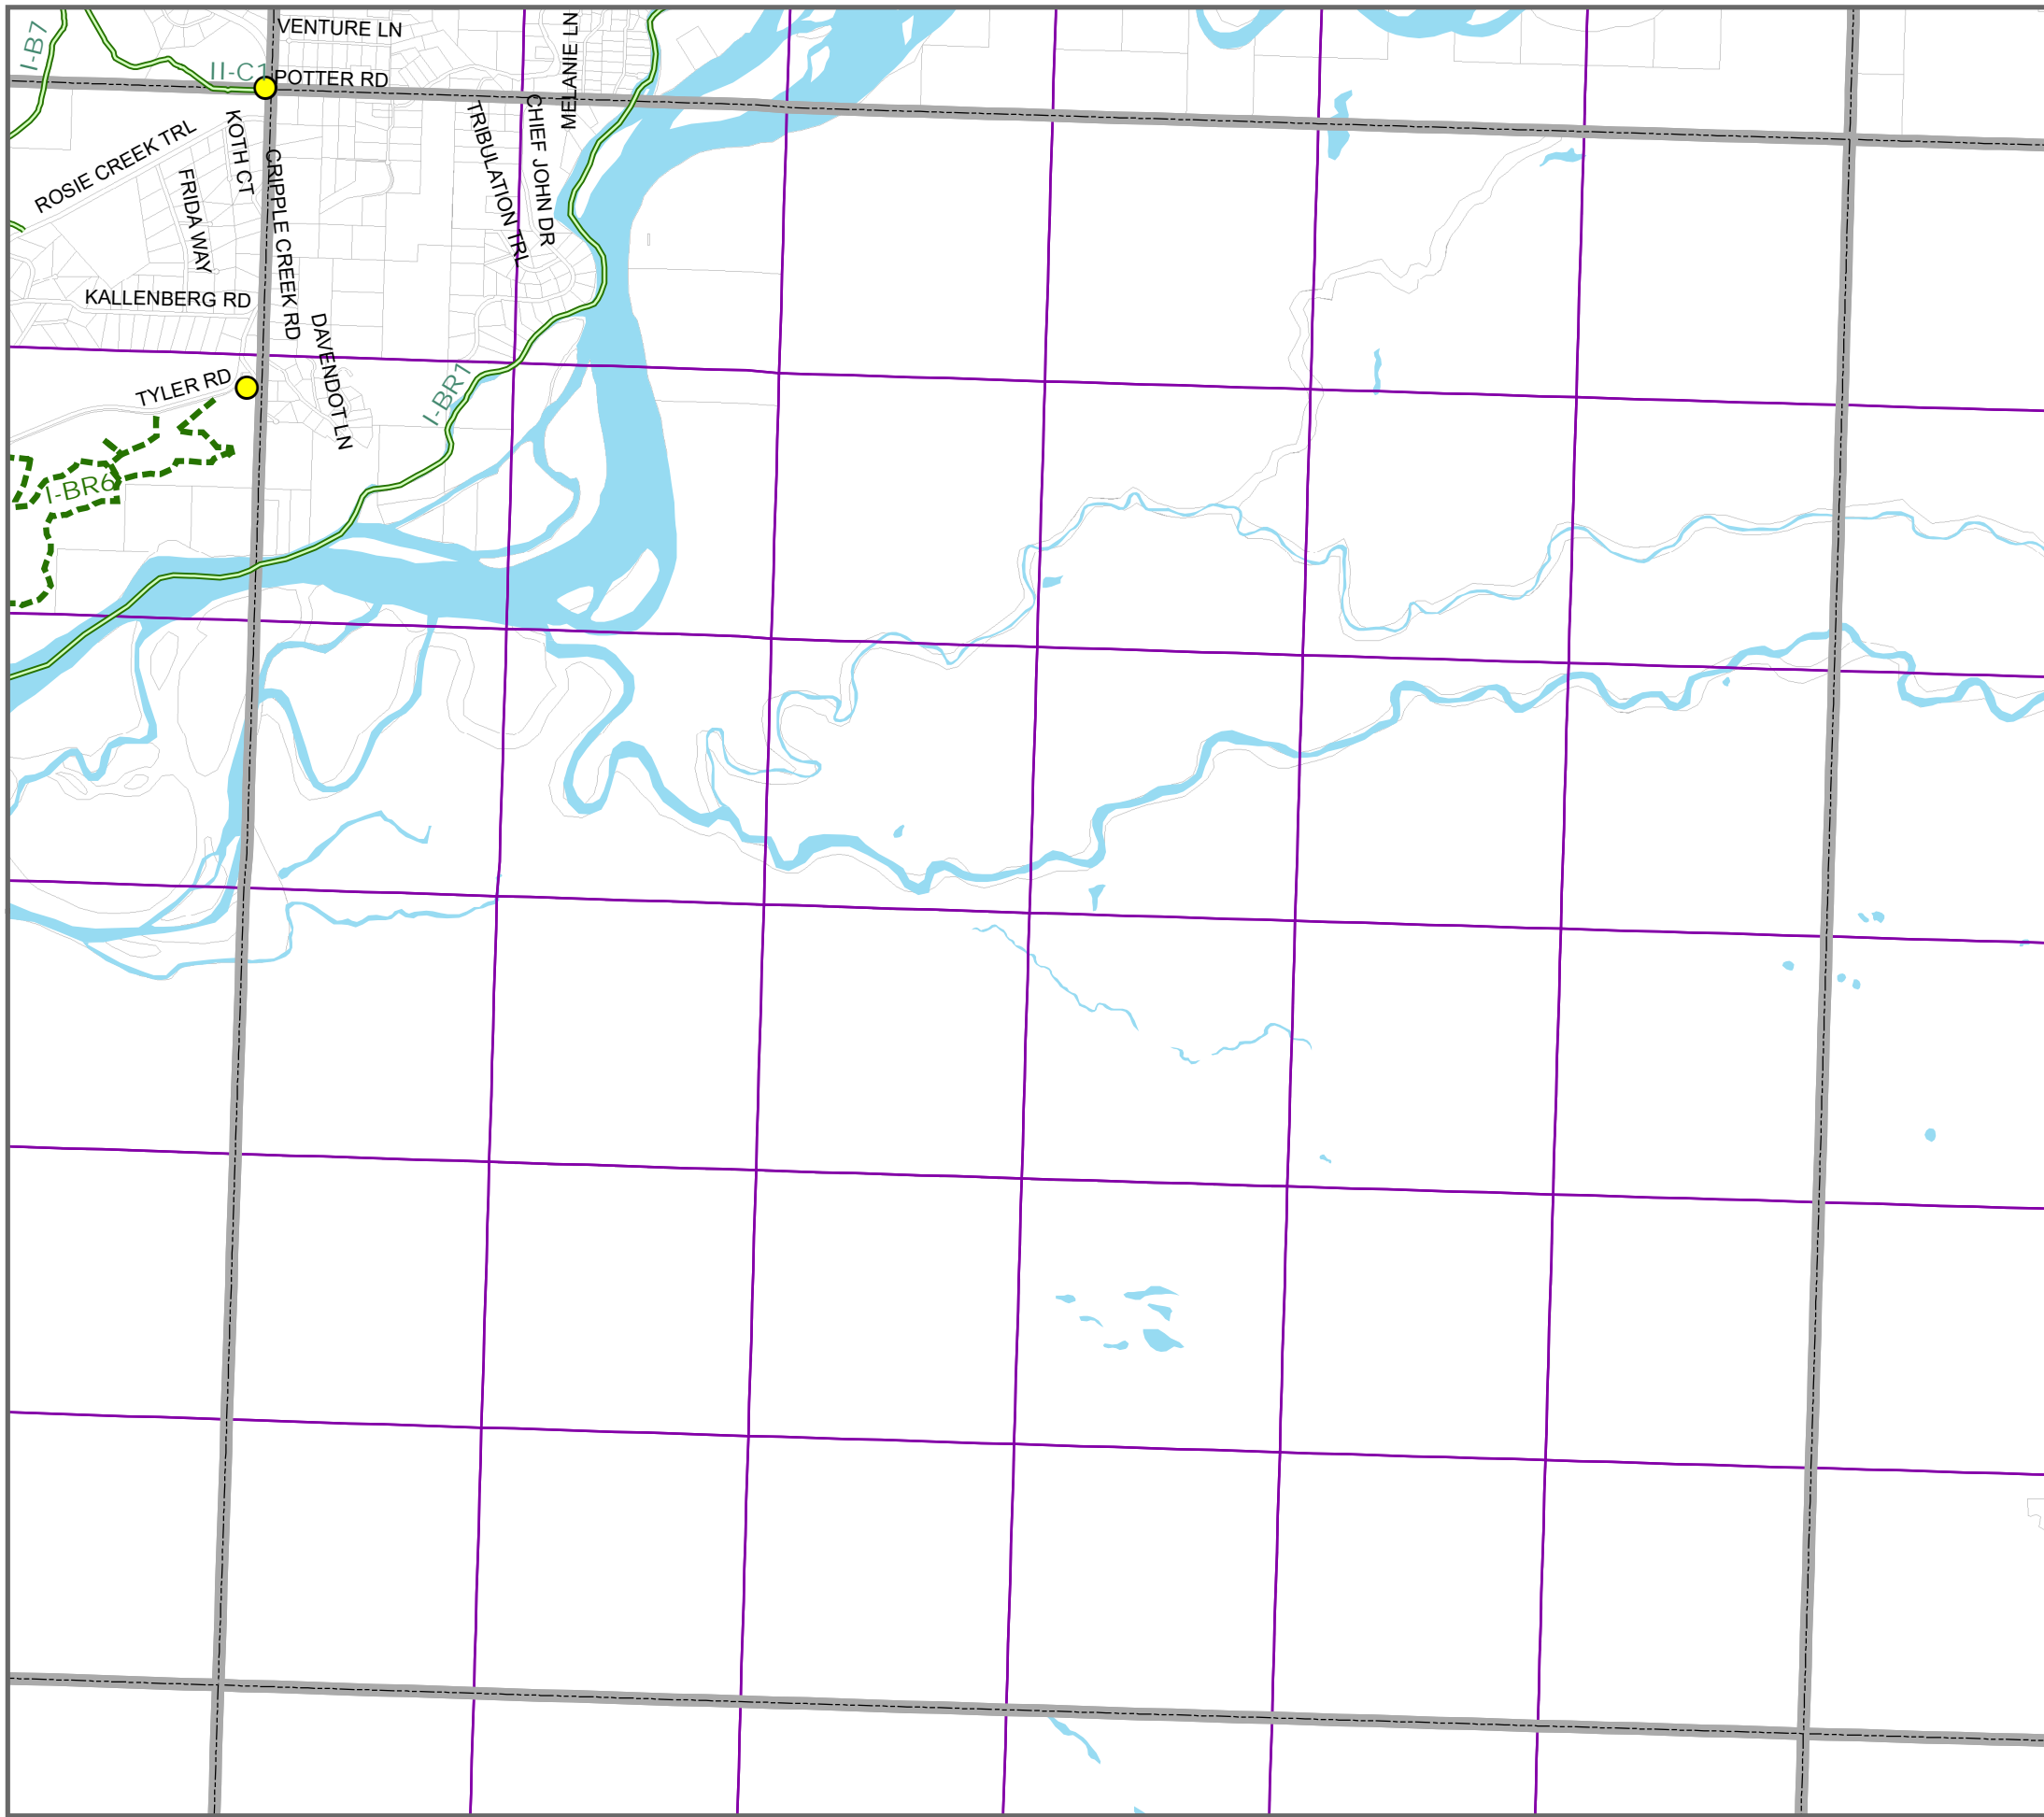 I-B7
VENTURE LN
MELANIE LN
II-C1
POTTER RD
ROSIE CREEK TRL
KOTH CT
FRIDA WAY
CRIPPLE CREEK RD
TRIBULATION TRL
CHIEF JOHN DR
KALLENBERG RD
DAVENDOT LN
TYLER RD
I-BR1
I-BR6